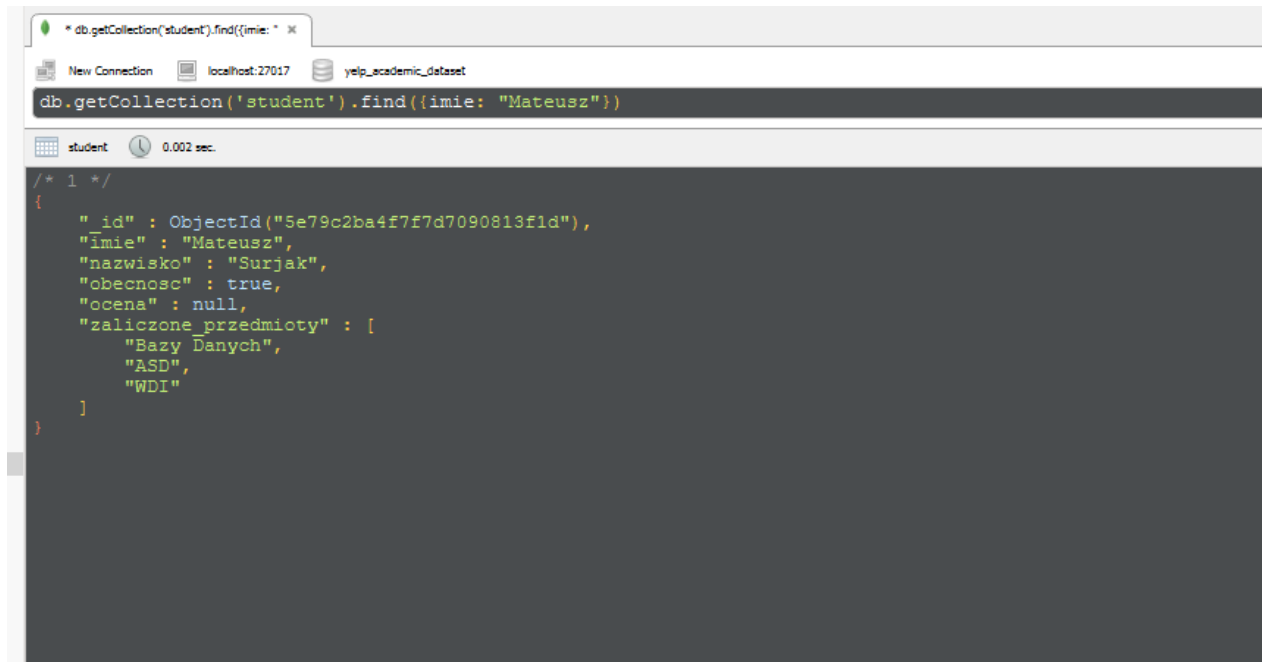 * db.getCollection('student').find({imie: "
New Connection localhost:27017 yelp_academic_dataset
db.getCollection('student').find({imie: "Mateusz"})
student 0.002 sec.
/* 1 */
{
    "_id" : ObjectId("5e79c2ba4f7f7d7090813f1d"),
    "imie" : "Mateusz",
    "nazwisko" : "Surjak",
    "obecnosc" : true,
    "ocena" : null,
    "zaliczone_przedmioty" : [
        "Bazy Danych",
        "ASD",
        "WDI"
    ]
}